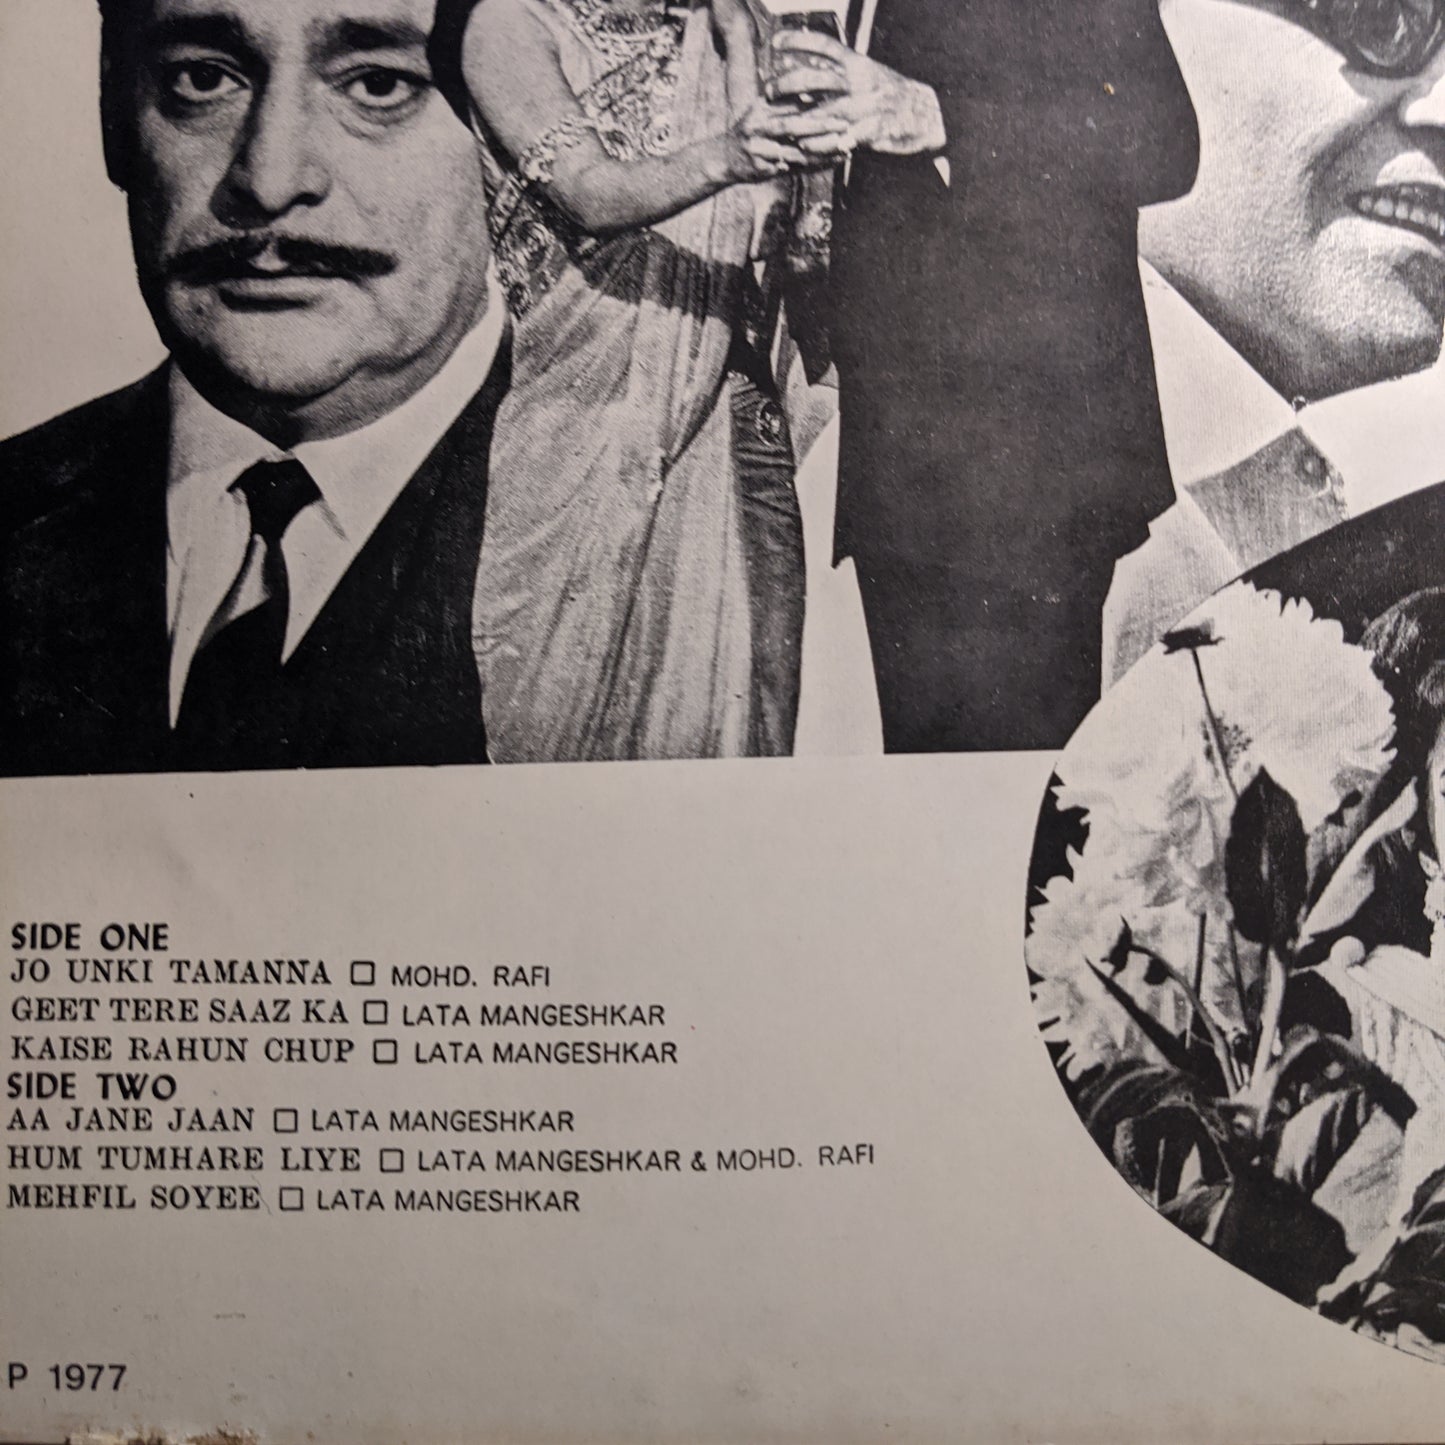 SIDE ONE
JO UNKI TAMANNA □ MOHD. RAFI
GEET TERE SAAZ KA □ LATA MANGESHKAR
KAISE RAHUN CHUP □ LATA MANGESHKAR
SIDE TWO
AA JANE JAAN □ LATA MANGESHKAR
HUM TUMHARE LIYE □ LATA MANGESHKAR & MOHD. RAFI
MEHFIL SOYEE □ LATA MANGESHKAR
P 1977